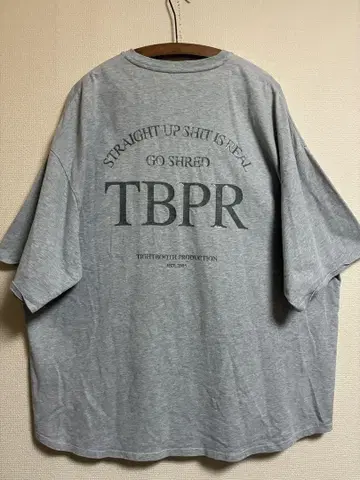 STRAIGHT UP SHIT IS REAL
GO SHRED
TBPR
TIGHTBOOTH PRODUCTION